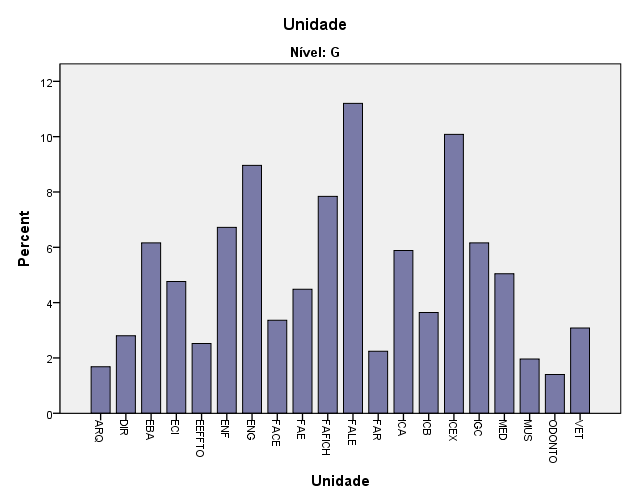 Unidade
Nível: G
12
10
8
6
4
2
0
Percent
ARQ
DIR
EBA
ECI
EEFFTO
ENF
ENG
FACE
FAE
FAFICH
FALE
FAR
ICA
ICB
ICEX
IGC
MED
MUS
ODONTO
VET
Unidade